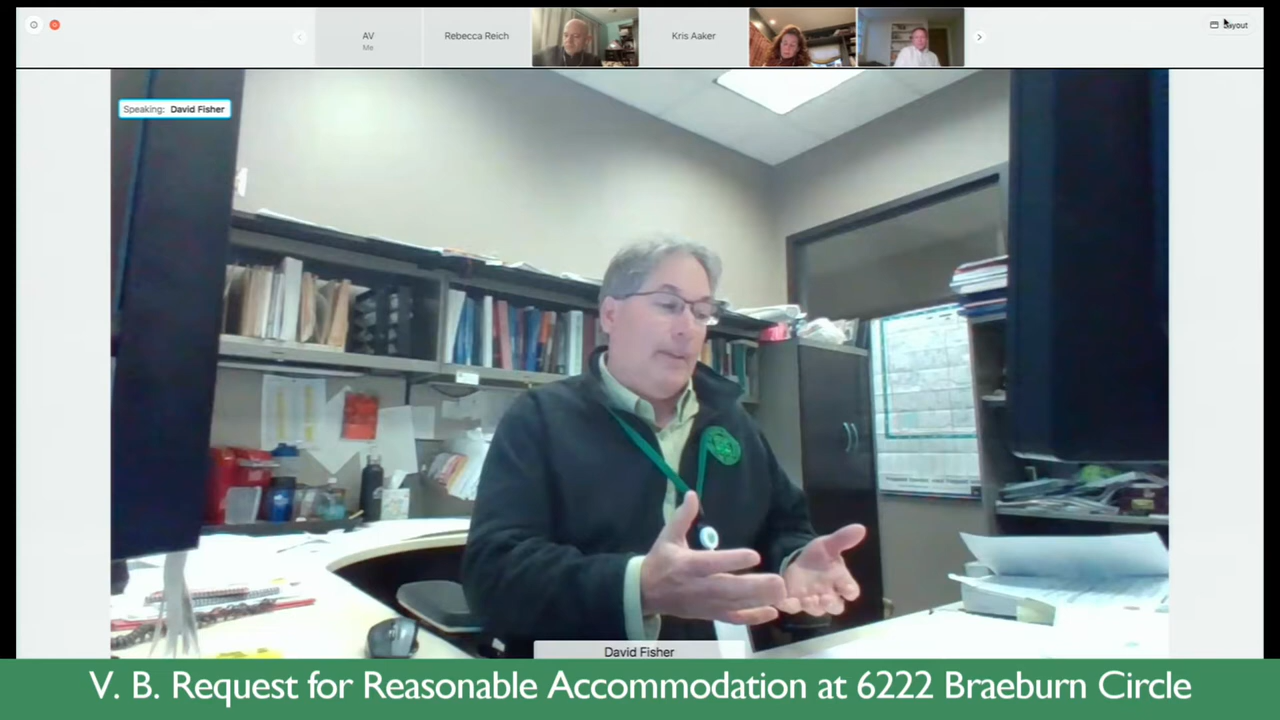 AV
Me
Rebecca Reich
Kris Aaker
Speaking: David Fisher
David Fisher
V. B. Request for Reasonable Accommodation at 6222 Braeburn Circle